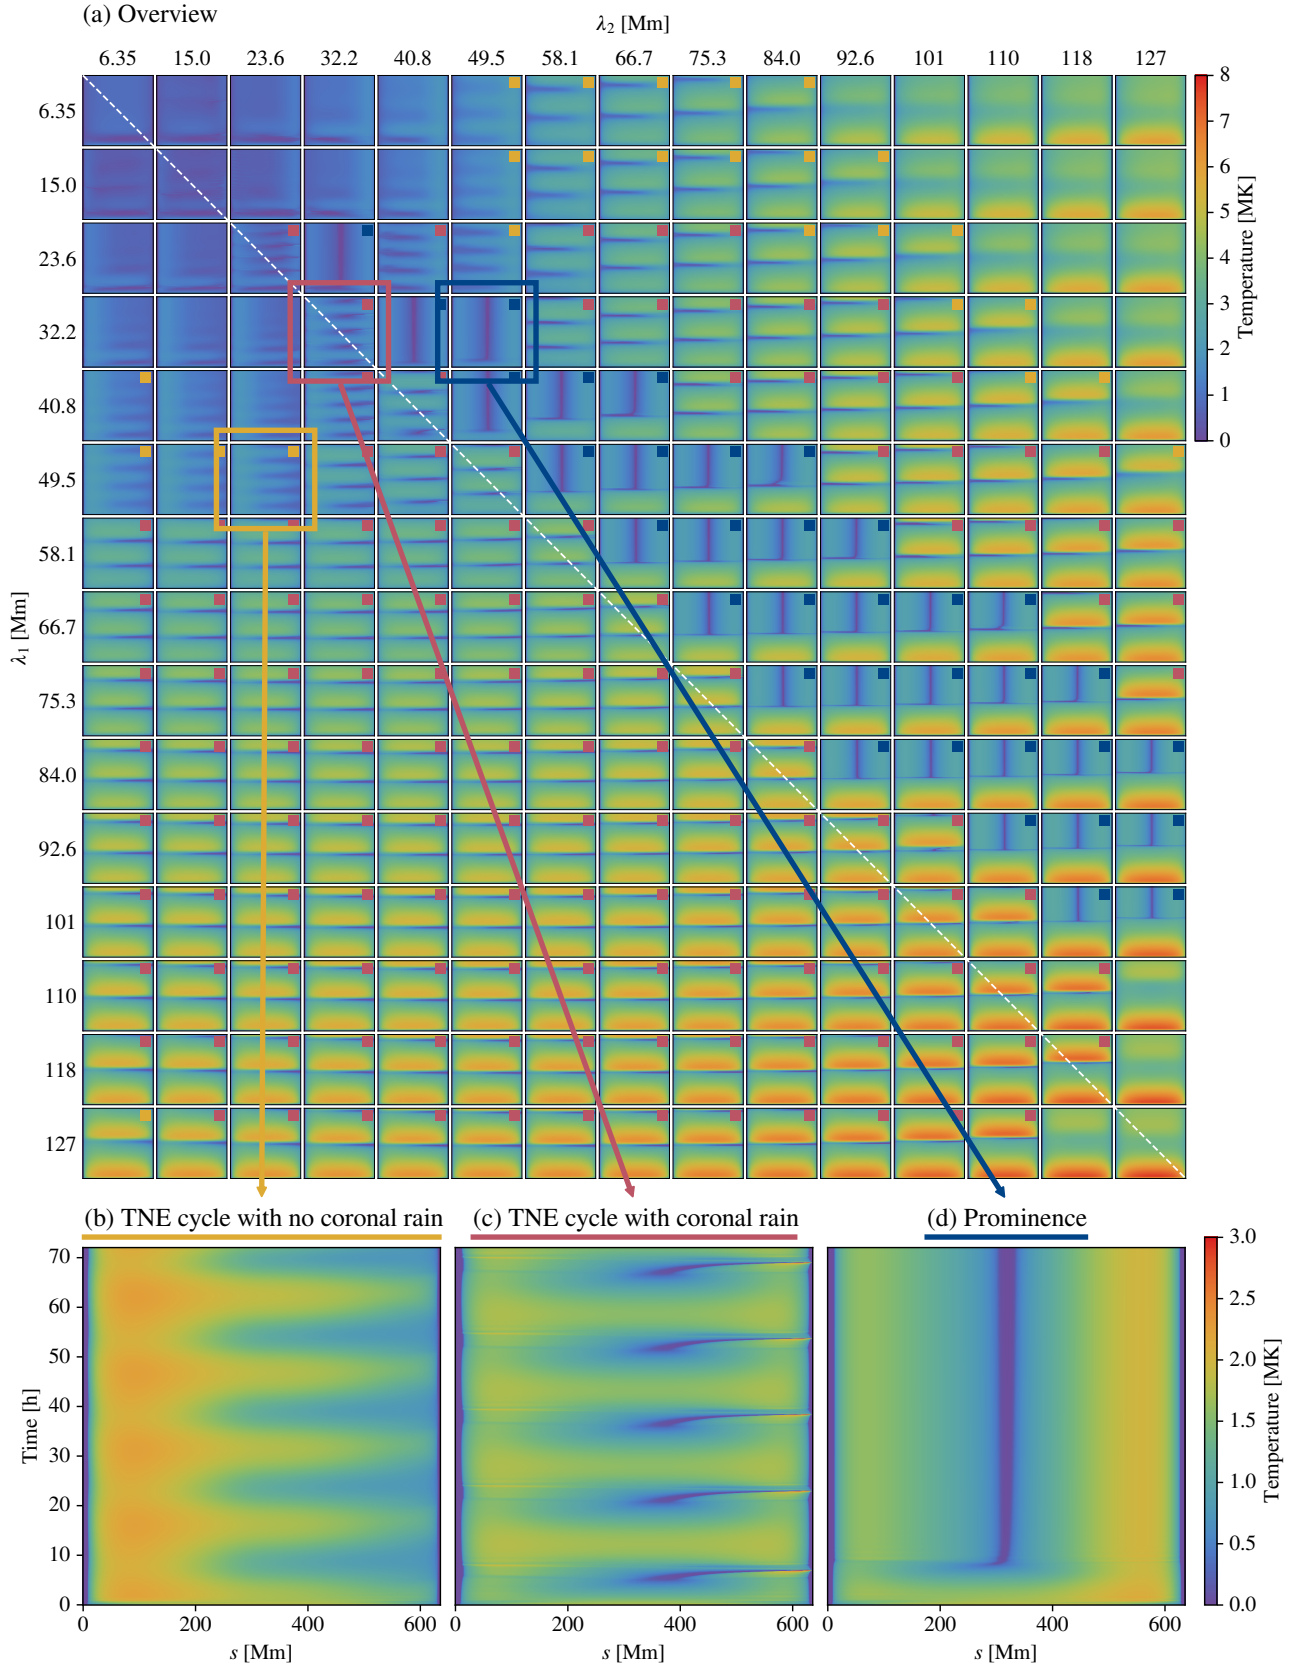 (a) Overview
λ2 [Mm]
6.35 15.0 23.6 32.2 40.8 49.5 58.1 66.7 75.3 84.0 92.6 101 110 118 127
λ1 [Mm]
6.35
15.0
23.6
32.2
40.8
49.5
58.1
66.7
75.3
84.0
92.6
101
110
118
127
8
7
6
5
4
3
2
1
0
Temperature [MK]
(b) TNE cycle with no coronal rain
(c) TNE cycle with coronal rain
(d) Prominence
Time [h]
70
60
50
40
30
20
10
0
0 200 400 600
s [Mm]
0 200 400 600
s [Mm]
0 200 400 600
s [Mm]
3.0
2.5
2.0
1.5
1.0
0.5
0.0
Temperature [MK]